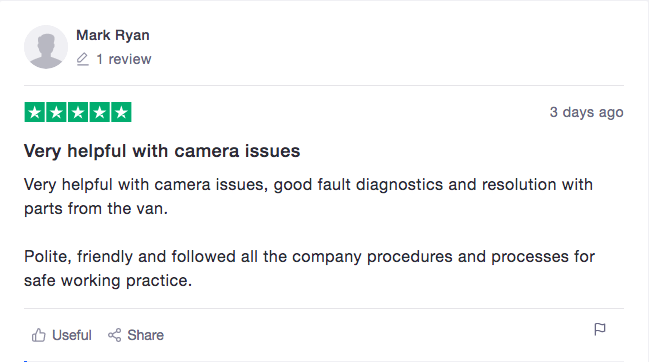 Mark Ryan
1 review
3 days ago
Very helpful with camera issues
Very helpful with camera issues, good fault diagnostics and resolution with
parts from the van.
Polite, friendly and followed all the company procedures and processes for
safe working practice.
Useful Share